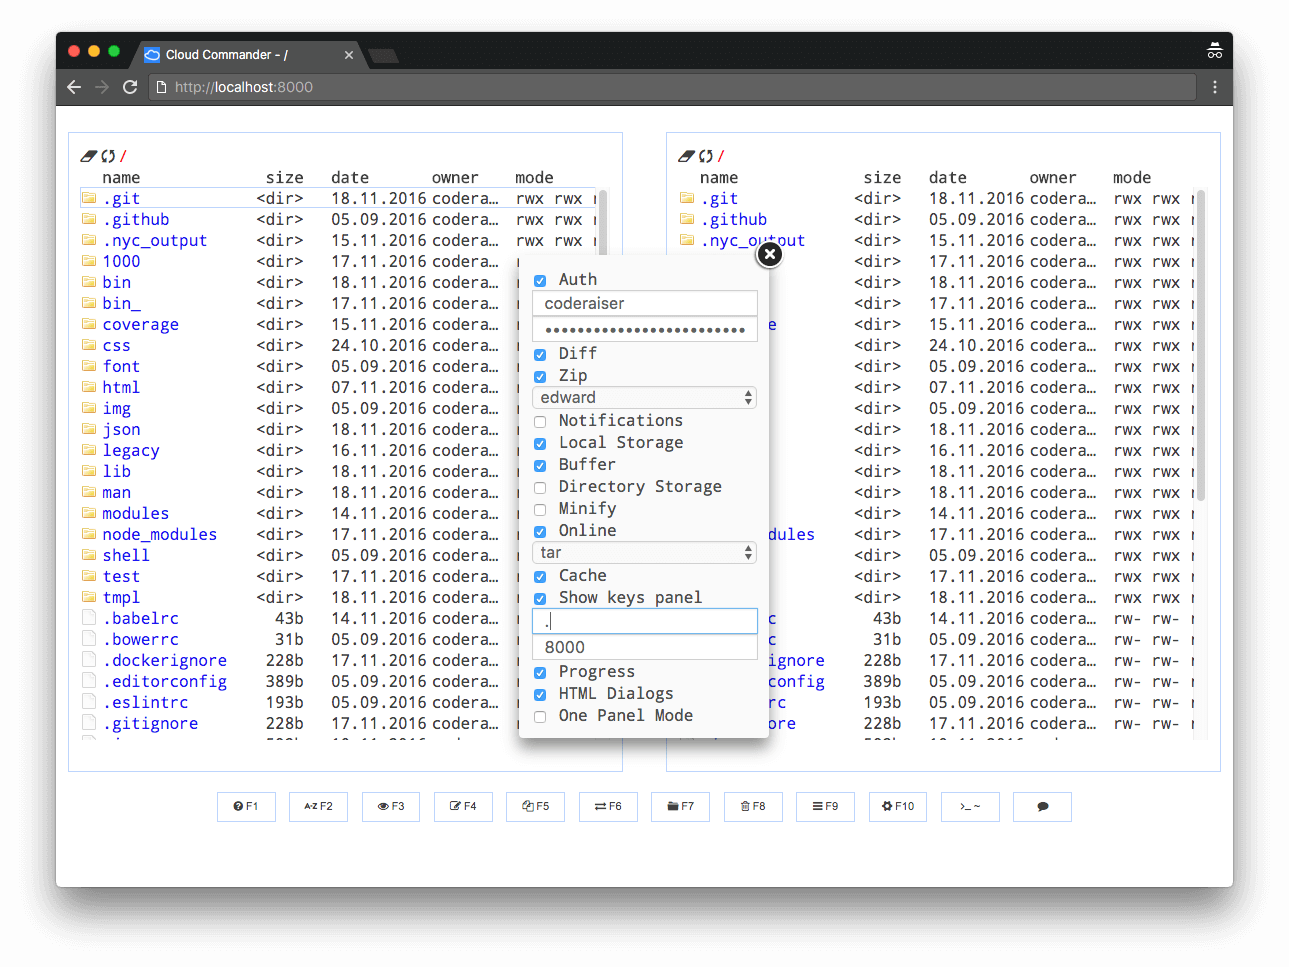 Cloud Commander - /
http://localhost:8000
/
name size date owner mode
.git <dir> 18.11.2016 codera… rwx rwx
.github <dir> 05.09.2016 codera… rwx rwx
.nyc_output <dir> 15.11.2016 codera… rwx rwx
1000 <dir> 17.11.2016 codera…
bin <dir> 18.11.2016 codera…
bin_ <dir> 17.11.2016 codera…
coverage <dir> 15.11.2016 codera…
css <dir> 24.10.2016 codera…
font <dir> 05.09.2016 codera…
html <dir> 07.11.2016 codera…
img <dir> 05.09.2016 codera…
json <dir> 18.11.2016 codera…
legacy <dir> 16.11.2016 codera…
lib <dir> 18.11.2016 codera…
man <dir> 18.11.2016 codera…
modules <dir> 14.11.2016 codera…
node_modules <dir> 17.11.2016 codera…
shell <dir> 05.09.2016 codera…
test <dir> 17.11.2016 codera…
tmpl <dir> 18.11.2016 codera…
.babelrc 43b 14.11.2016 codera…
.bowerrc 31b 05.09.2016 codera…
.dockerignore 228b 17.11.2016 codera…
.editorconfig 389b 05.09.2016 codera…
.eslintrc 193b 05.09.2016 codera…
.gitignore 228b 17.11.2016 codera…
Auth
coderaiser
•••••••••••••••••••••••••
Diff
Zip
edward
Notifications
Local Storage
Buffer
Directory Storage
Minify
Online
tar
Cache
Show keys panel
.
8000
Progress
HTML Dialogs
One Panel Mode
/
name size date owner mode
.git <dir> 18.11.2016 codera… rwx rwx
.github <dir> 05.09.2016 codera… rwx rwx
.nyc_output <dir> 15.11.2016 codera… rwx rwx
<dir> 17.11.2016 codera… rwx rwx
<dir> 18.11.2016 codera… rwx rwx
<dir> 17.11.2016 codera… rwx rwx
e <dir> 15.11.2016 codera… rwx rwx
<dir> 24.10.2016 codera… rwx rwx
<dir> 05.09.2016 codera… rwx rwx
<dir> 07.11.2016 codera… rwx rwx
<dir> 05.09.2016 codera… rwx rwx
<dir> 18.11.2016 codera… rwx rwx
<dir> 16.11.2016 codera… rwx rwx
<dir> 18.11.2016 codera… rwx rwx
<dir> 18.11.2016 codera… rwx rwx
<dir> 14.11.2016 codera… rwx rwx
dules <dir> 17.11.2016 codera… rwx rwx
<dir> 05.09.2016 codera… rwx rwx
<dir> 17.11.2016 codera… rwx rwx
<dir> 18.11.2016 codera… rwx rwx
c 43b 14.11.2016 codera… rw- rw-
c 31b 05.09.2016 codera… rw- rw-
ignore 228b 17.11.2016 codera… rw- rw-
config 389b 05.09.2016 codera… rw- rw-
rc 193b 05.09.2016 codera… rw- rw-
ore 228b 17.11.2016 codera… rw- rw-
F1 A-Z F2 F3 F4 F5 F6 F7 F8 F9 F10 >_ ~